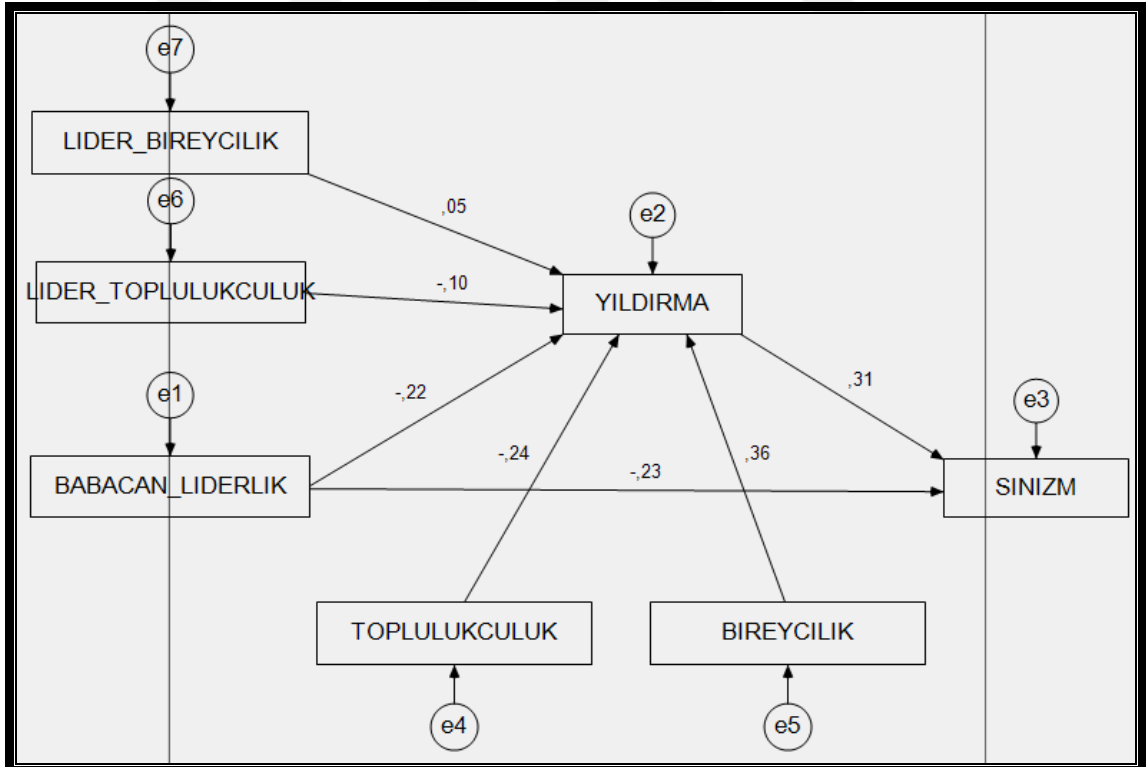 e7
LIDER_BIREYCILIK
e6
,05
e2
LIDER_TOPLULUKCULUK
-,10
YILDIRMA
e1
-,22
,31
e3
-,24
,36
BABACAN_LIDERLIK
-,23
SINIZM
TOPLULUKCULUK
BIREYCILIK
e4
e5